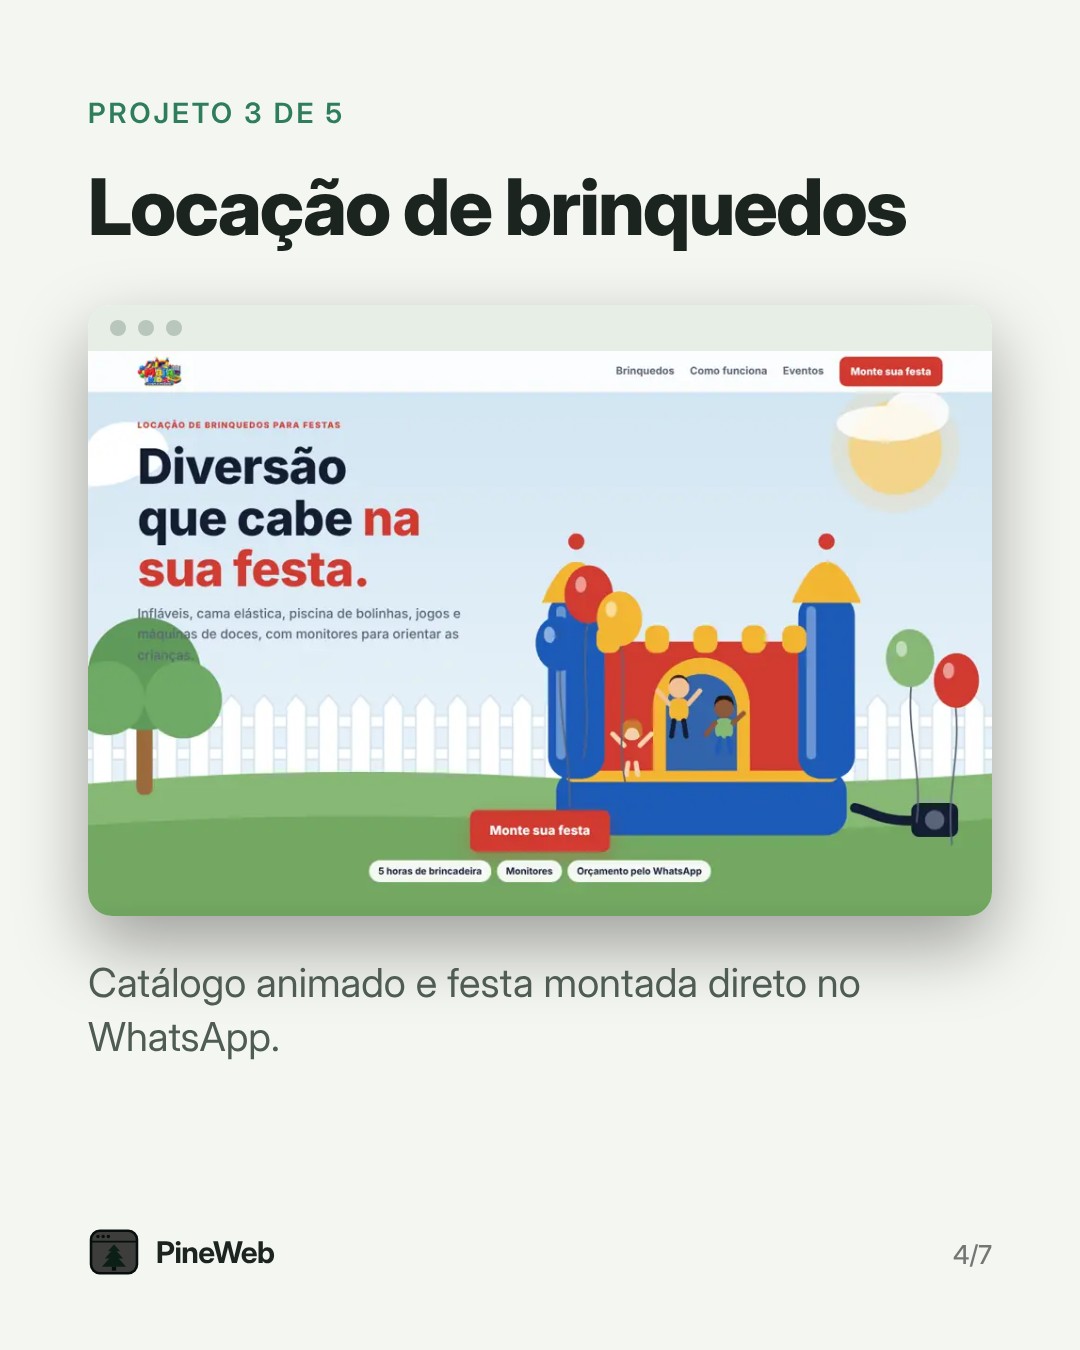 PROJETO 3 DE 5
Locação de brinquedos
Brinquedos Como funciona Eventos Monte sua festa
LOCAÇÃO DE BRINQUEDOS PARA FESTAS
Diversão
que cabe na
sua festa.
Infláveis, cama elástica, piscina de bolinhas, jogos e
máquinas de doces, com monitores para orientar as
crianças.
Monte sua festa
5 horas de brincadeira Monitores Orçamento pelo WhatsApp
Catálogo animado e festa montada direto no
WhatsApp.
PineWeb
4/7